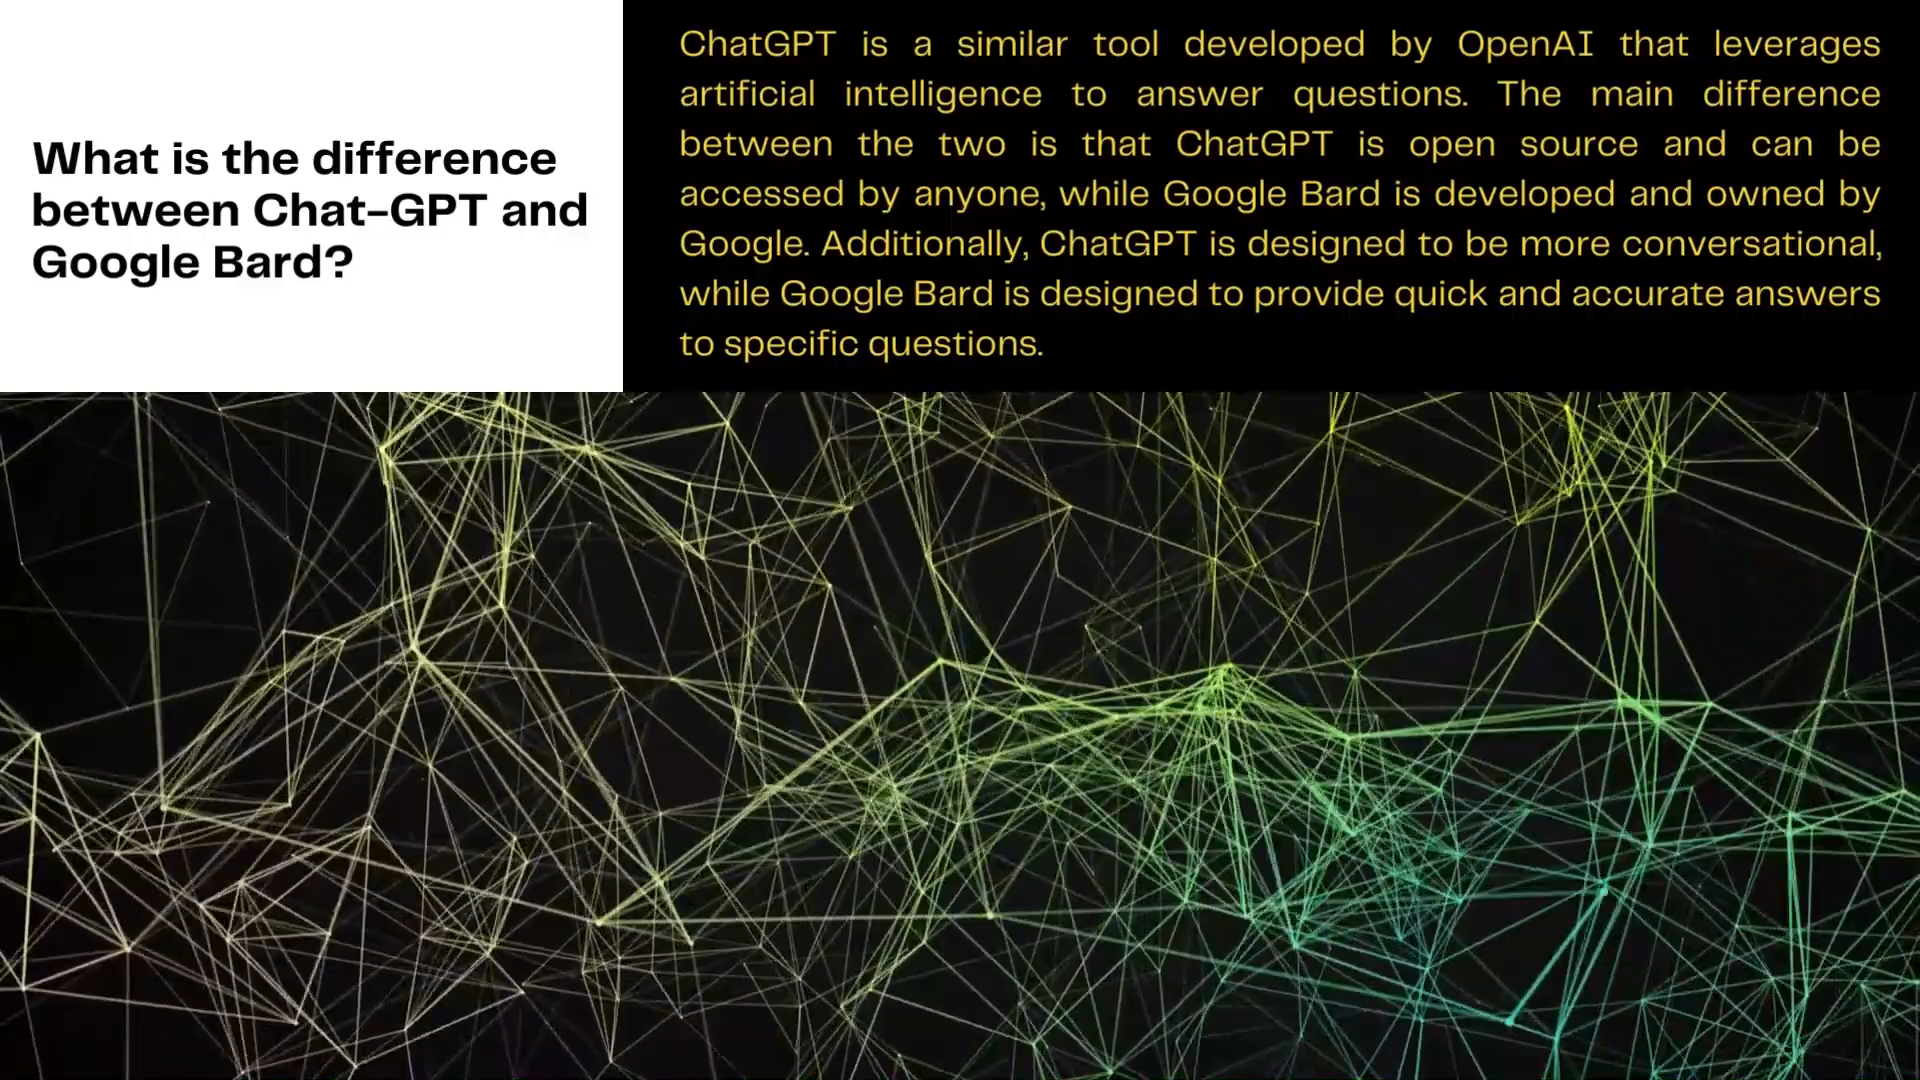 What is the difference
between Chat-GPT and
Google Bard?
ChatGPT is a similar tool developed by OpenAI that leverages
artificial intelligence to answer questions. The main difference
between the two is that ChatGPT is open source and can be
accessed by anyone, while Google Bard is developed and owned by
Google. Additionally, ChatGPT is designed to be more conversational,
while Google Bard is designed to provide quick and accurate answers
to specific questions.